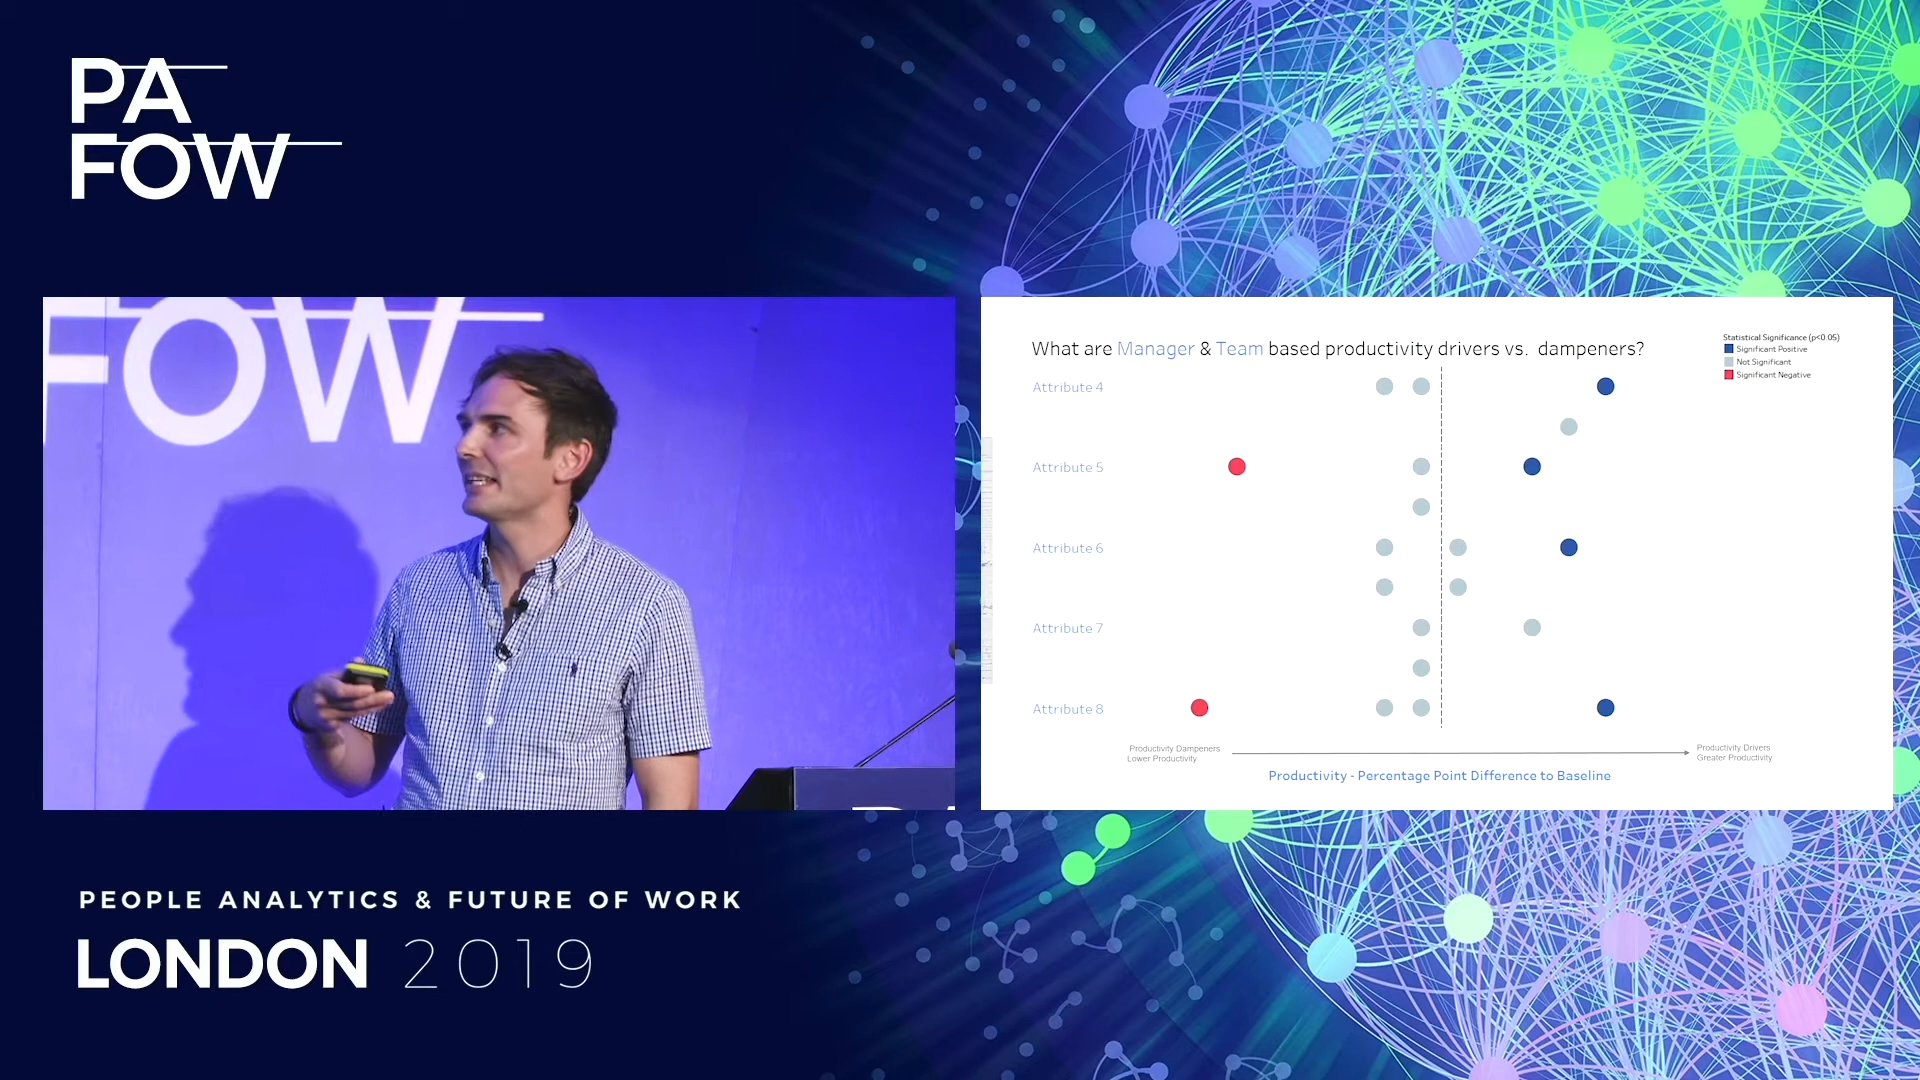 PA
FOW
FOW
What are Manager & Team based productivity drivers vs. dampeners?
Statistical Significance (p<0.05)
Significant Positive
Not Significant
Significant Negative
Attribute 4
Attribute 5
Attribute 6
Attribute 7
Attribute 8
Productivity Dampeners
Lower Productivity
Productivity Drivers
Greater Productivity
Productivity - Percentage Point Difference to Baseline
PEOPLE ANALYTICS & FUTURE OF WORK
LONDON 2019